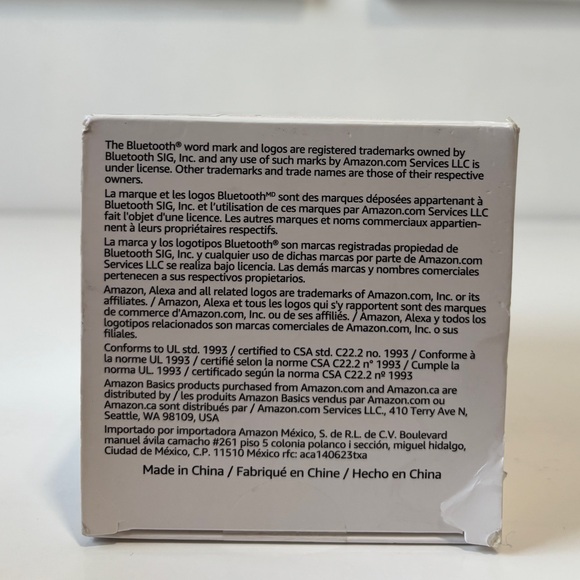 The Bluetooth® word mark and logos are registered trademarks owned by
Bluetooth SIG, Inc. and any use of such marks by Amazon.com Services LLC is
under license. Other trademarks and trade names are those of their respective
owners.
La marque et les logos Bluetoothᴹᴰ sont des marques déposées appartenant à
Bluetooth SIG, Inc. et l'utilisation de ces marques par Amazon.com Services LLC
fait l'objet d'une licence. Les autres marques et noms commerciaux appartien-
nent à leurs propriétaires respectifs.
La marca y los logotipos Bluetooth® son marcas registradas propiedad de
Bluetooth SIG, Inc. y cualquier uso de dichas marcas por parte de Amazon.com
Services LLC se realiza bajo licencia. Las demás marcas y nombres comerciales
pertenecen a sus respectivos propietarios.
Amazon, Alexa and all related logos are trademarks of Amazon.com, Inc. or its
affiliates. / Amazon, Alexa et tous les logos qui s'y rapportent sont des marques
de commerce d'Amazon.com, Inc. ou de ses affiliés. / Amazon, Alexa y todos los
logotipos relacionados son marcas comerciales de Amazon.com, Inc. o sus
filiales.
Conforms to UL std. 1993 / certified to CSA std. C22.2 no. 1993 / Conforme à
la norme UL 1993 / certifié selon la norme CSA C22.2 n° 1993 / Cumple la
norma UL. 1993 / certificado según la norma CSA C22.2 nº 1993
Amazon Basics products purchased from Amazon.com and Amazon.ca are
distributed by / les produits Amazon Basics vendus par Amazon.com ou
Amazon.ca sont distribués par / Amazon.com Services LLC., 410 Terry Ave N,
Seattle, WA 98109, USA
Importado por importadora Amazon México, S. de R.L. de C.V. Boulevard
manuel ávila camacho #261 piso 5 colonia polanco i sección, miguel hidalgo,
Ciudad de México, C.P. 11510 México rfc: aca140623txa
Made in China / Fabriqué en Chine / Hecho en China